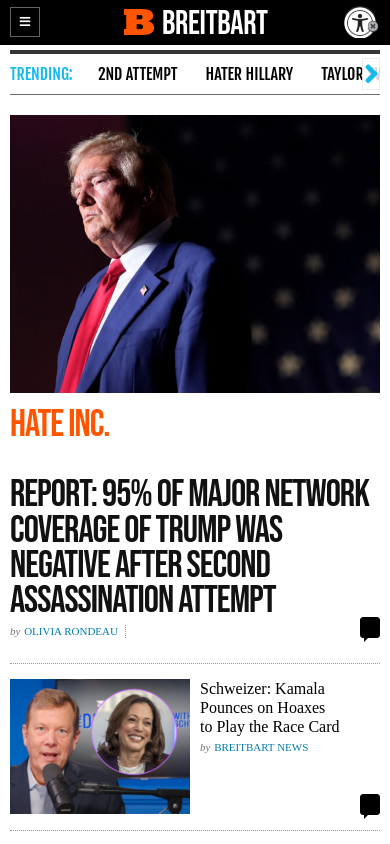 BREITBART
TRENDING: 2ND ATTEMPT HATER HILLARY TAYLOR
HATE INC.
REPORT: 95% OF MAJOR NETWORK
COVERAGE OF TRUMP WAS
NEGATIVE AFTER SECOND
ASSASSINATION ATTEMPT
by OLIVIA RONDEAU
Schweizer: Kamala
Pounces on Hoaxes
to Play the Race Card
by BREITBART NEWS